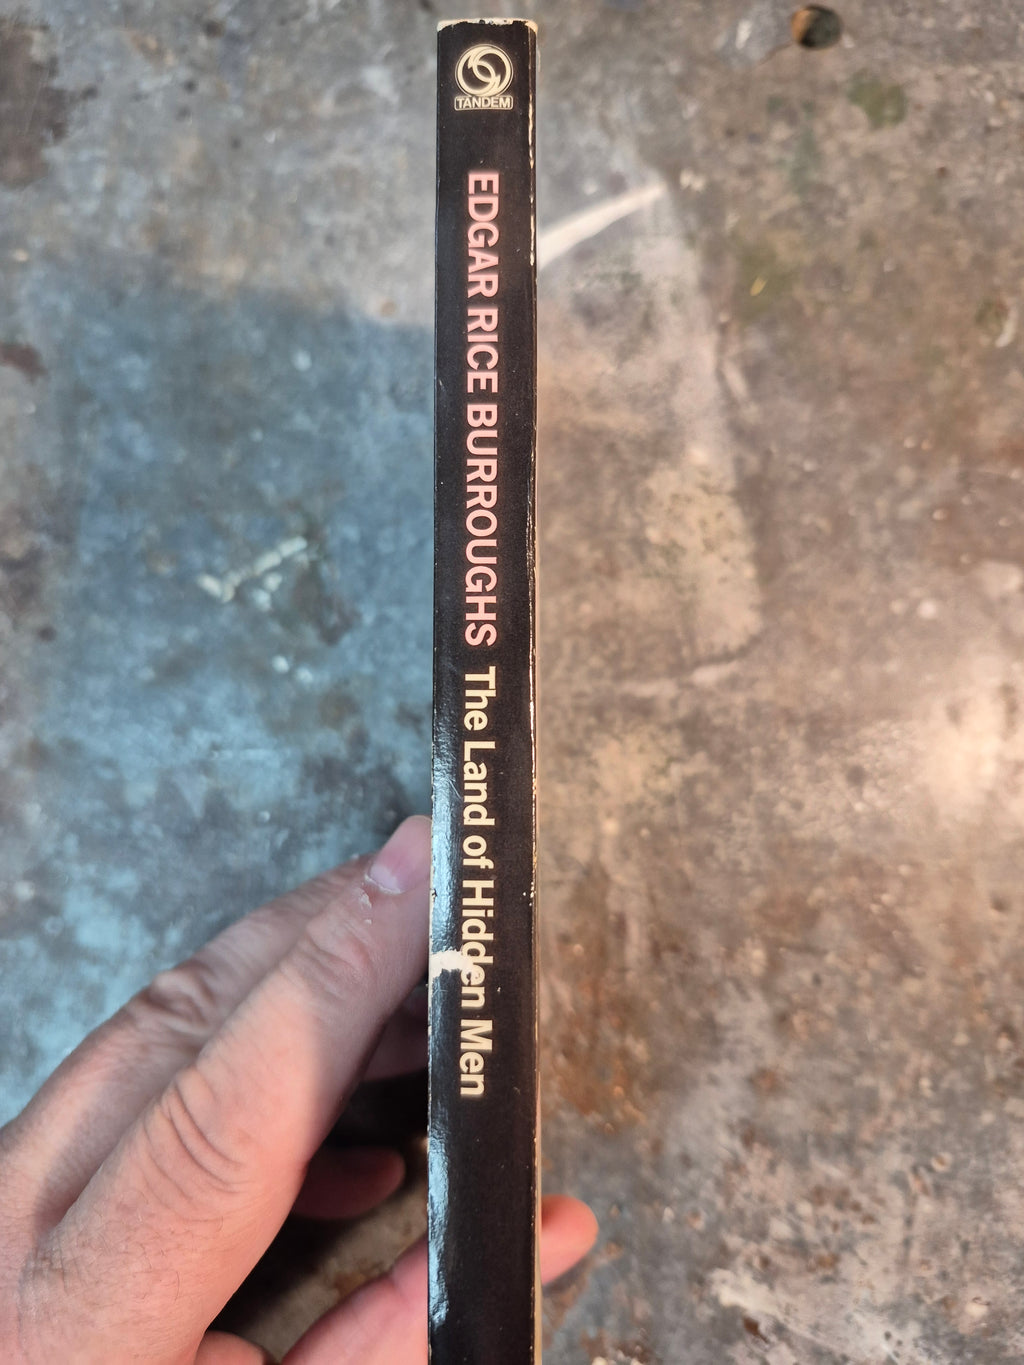 TANDEM
EDGAR RICE BURROUGHS The Land of Hidden Men